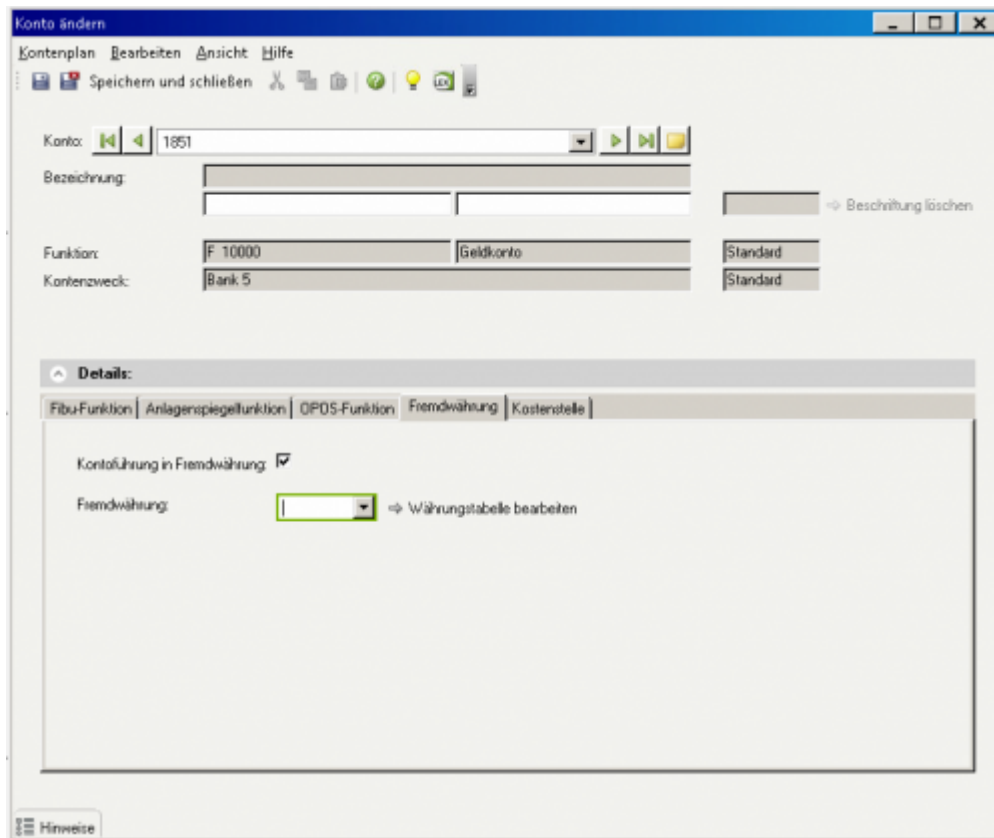 Konto ändern
Kontenplan Bearbeiten Ansicht Hilfe
Speichern und schließen LEX
Konto: 1851
Bezeichnung:
Beschriftung löschen
Funktion: F 10000 Geldkonto Standard
Kontenzweck: Bank 5 Standard
Details:
Fibu-Funktion Anlagenspiegelfunktion OPOS-Funktion Fremdwährung Kostenstelle
Kontoführung in Fremdwährung:
Fremdwährung: Währungstabelle bearbeiten
Hinweise